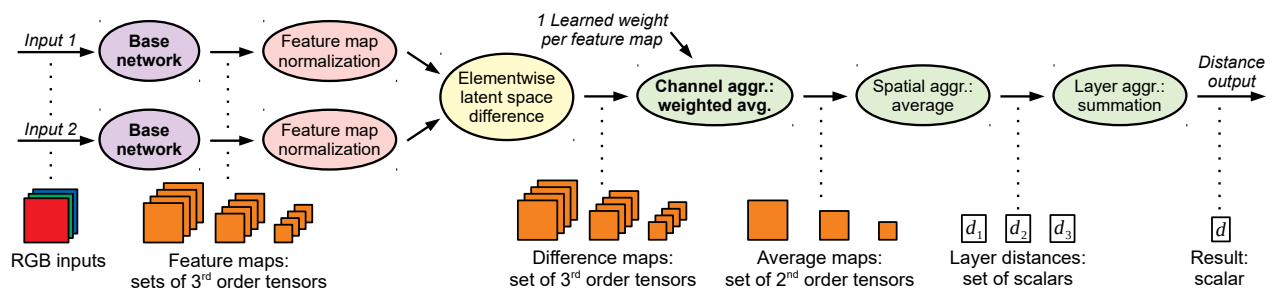 Input 1
Base
network
Feature map
normalization
Input 2
Base
network
Feature map
normalization
Elementwise
latent space
difference
1 Learned weight
per feature map
Channel aggr.:
weighted avg.
Spatial aggr.:
average
Layer aggr.:
summation
Distance
output
RGB inputs
Feature maps:
sets of 3rd order tensors
Difference maps:
set of 3rd order tensors
Average maps:
set of 2nd order tensors
d1 d2 d3
Layer distances:
set of scalars
d
Result:
scalar